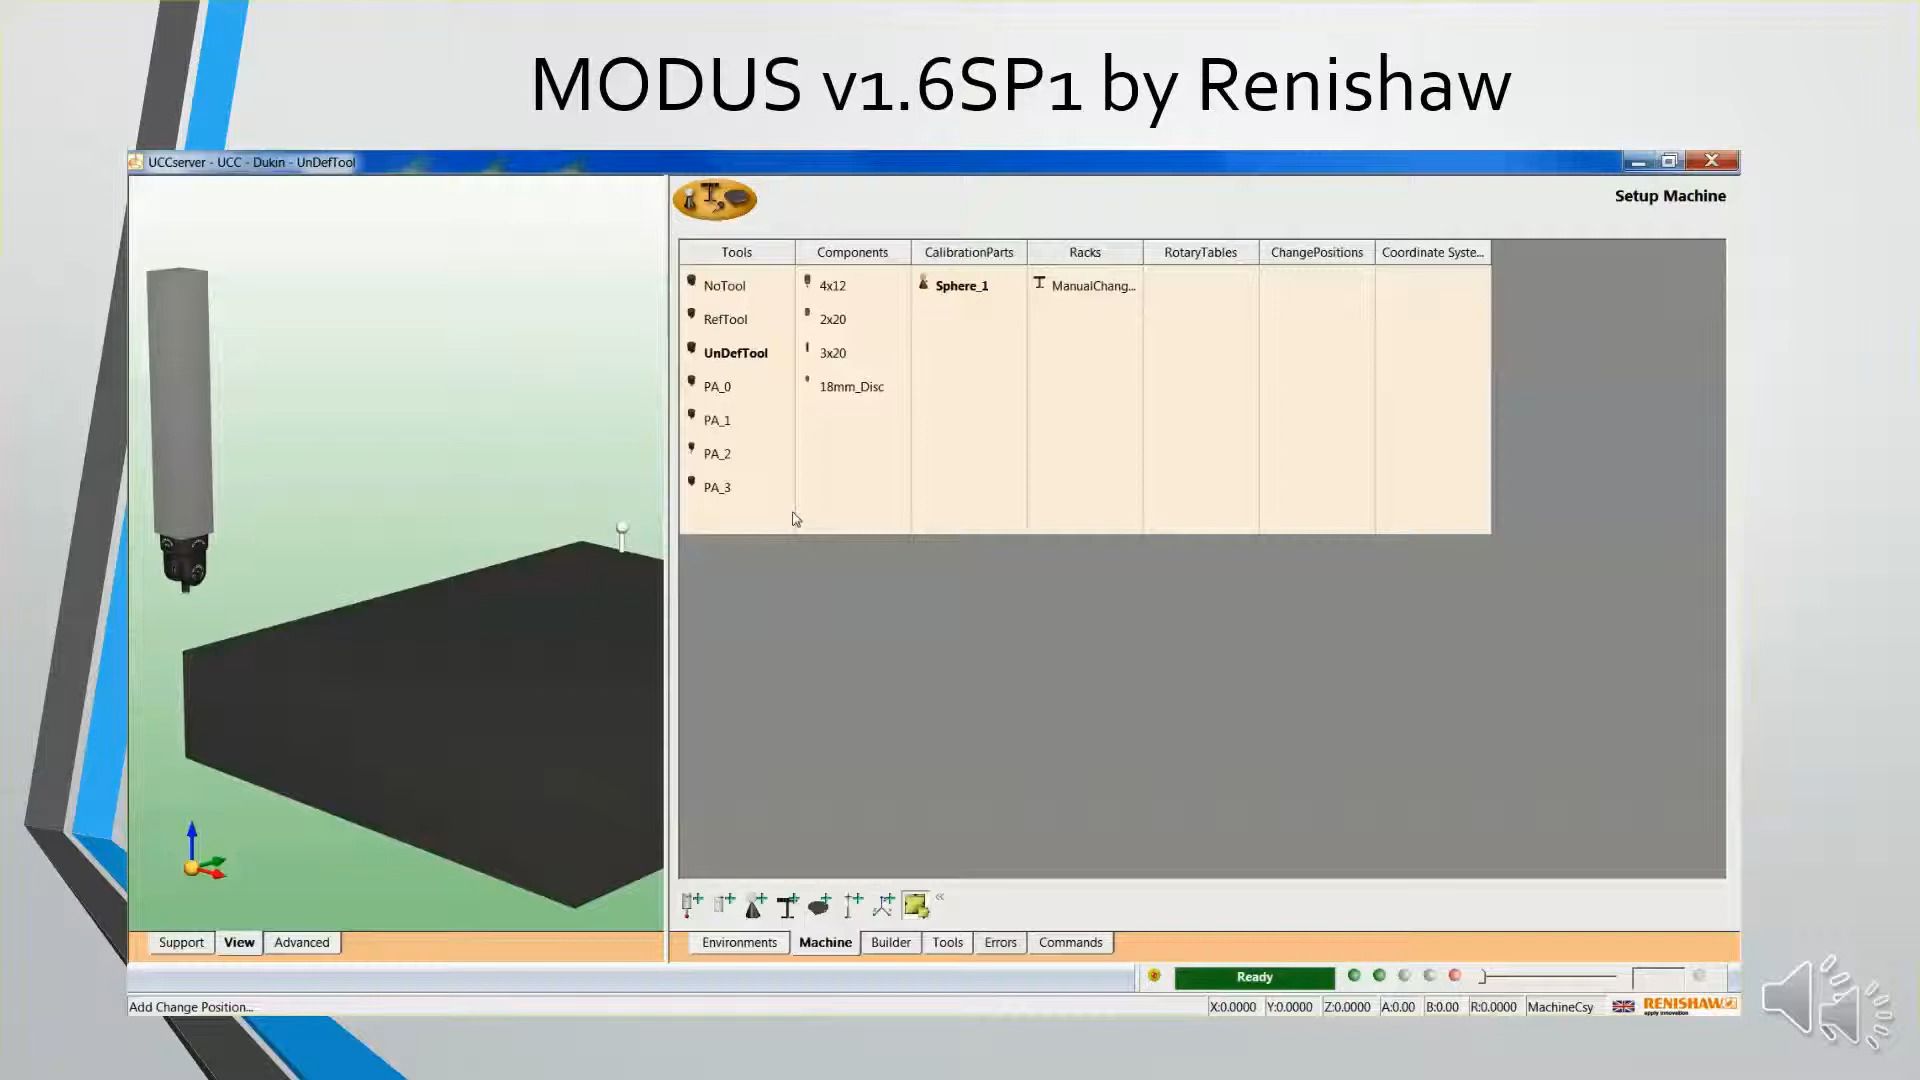 MODUS v1.6SP1 by Renishaw
UCCserver - UCC - Dukin - UnDefTool
Setup Machine
Tools Components CalibrationParts Racks RotaryTables ChangePositions Coordinate Syste...
NoTool 4x12 Sphere_1 ManualChang...
RefTool 2x20
UnDefTool 3x20
PA_0 18mm_Disc
PA_1
PA_2
PA_3
Support View Advanced Environments Machine Builder Tools Errors Commands
Ready
Add Change Position... X:0.0000 Y:0.0000 Z:0.0000 A:0.00 B:0.00 R:0.0000 MachineCsy RENISHAW
apply innovation